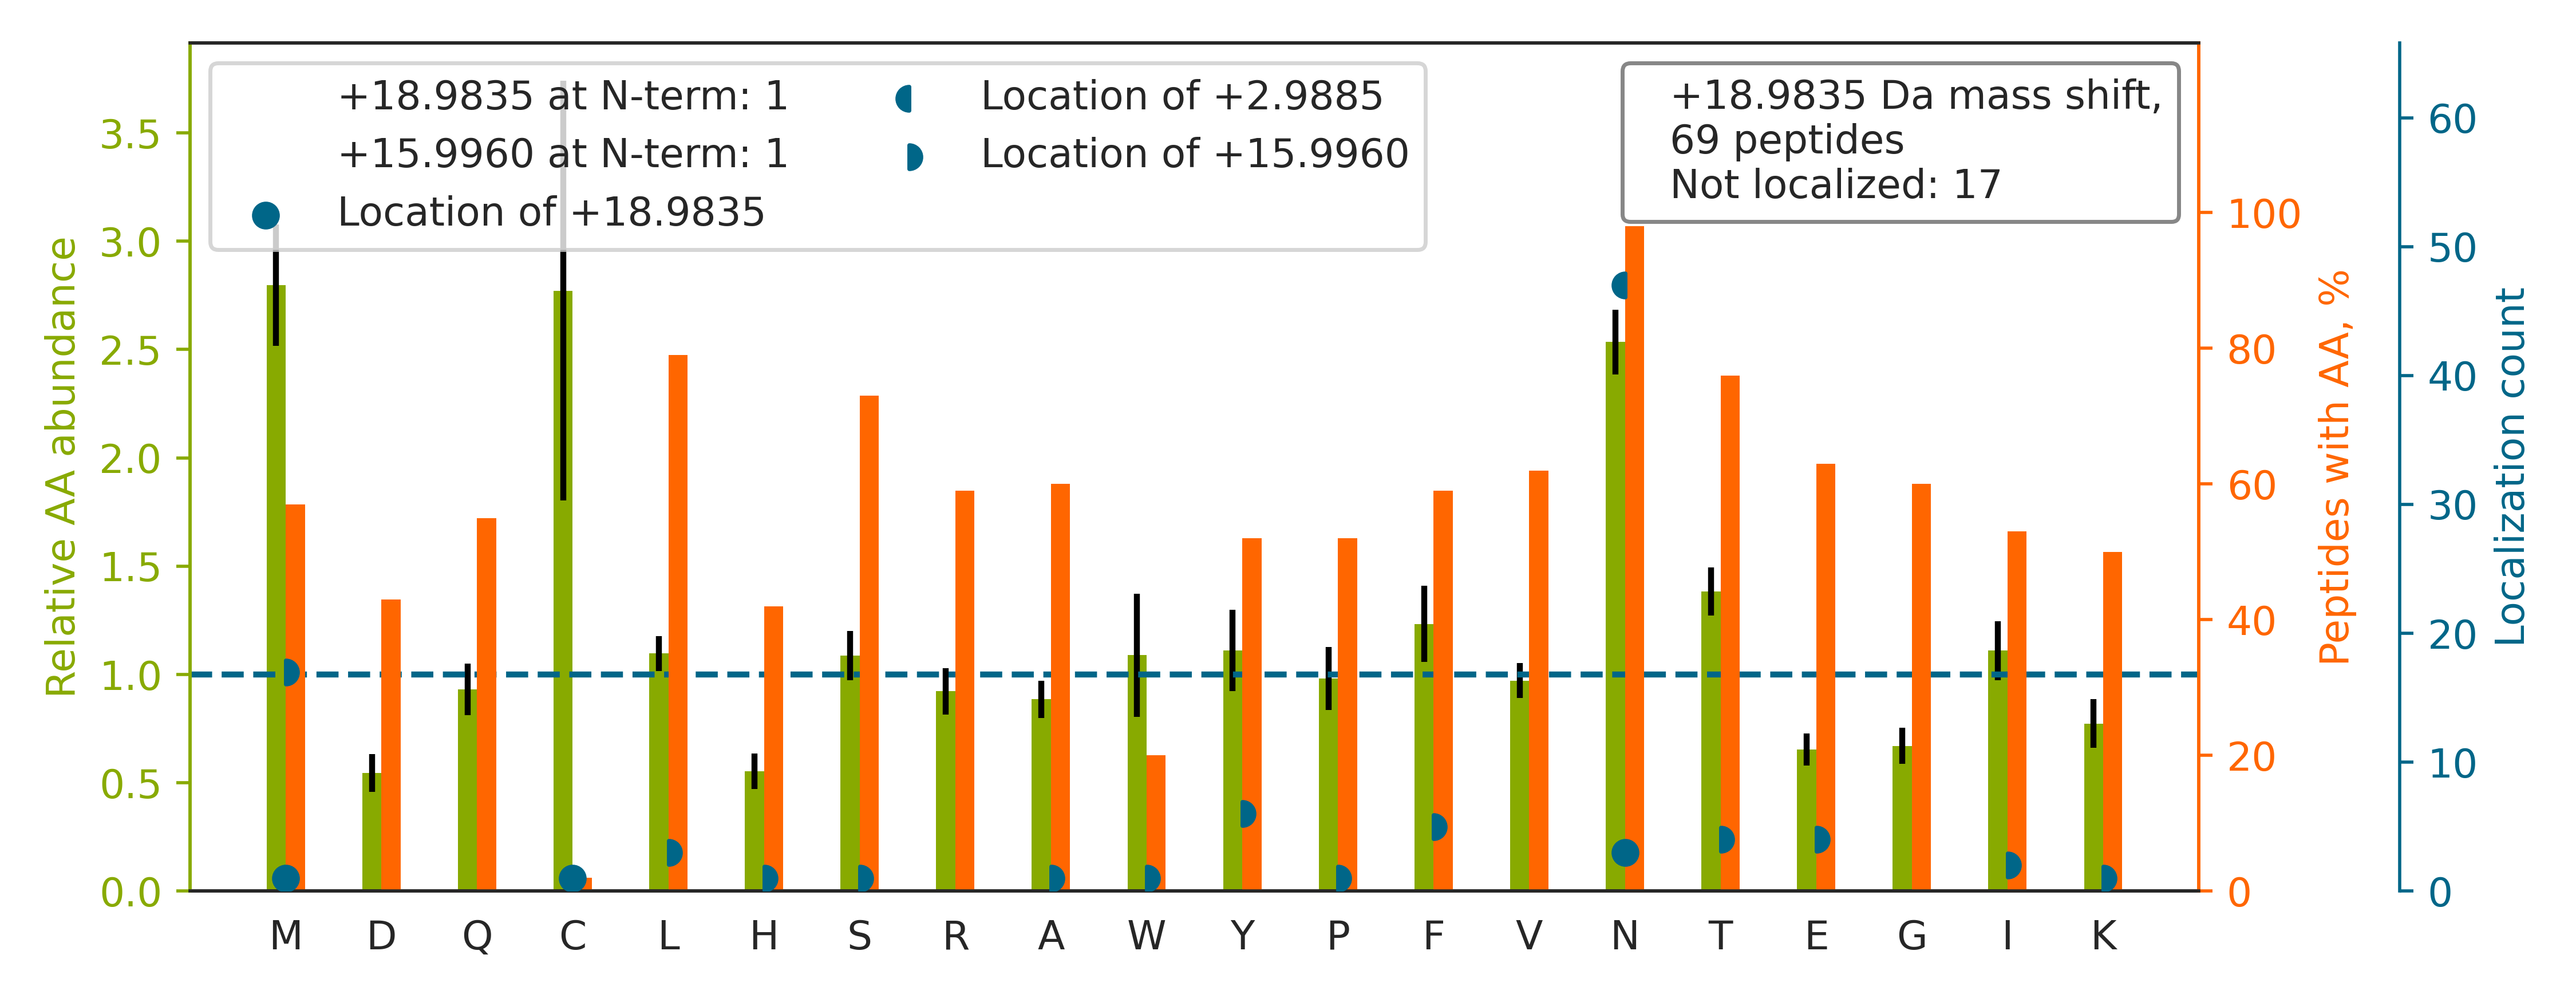 +18.9835 at N-term: 1
+15.9960 at N-term: 1
Location of +18.9835
Location of +2.9885
Location of +15.9960
+18.9835 Da mass shift,
69 peptides
Not localized: 17
Relative AA abundance
3.5
3.0
2.5
2.0
1.5
1.0
0.5
0.0
Peptides with AA, %
100
80
60
40
20
0
Localization count
60
50
40
30
20
10
0
M D Q C L H S R A W Y P F V N T E G I K